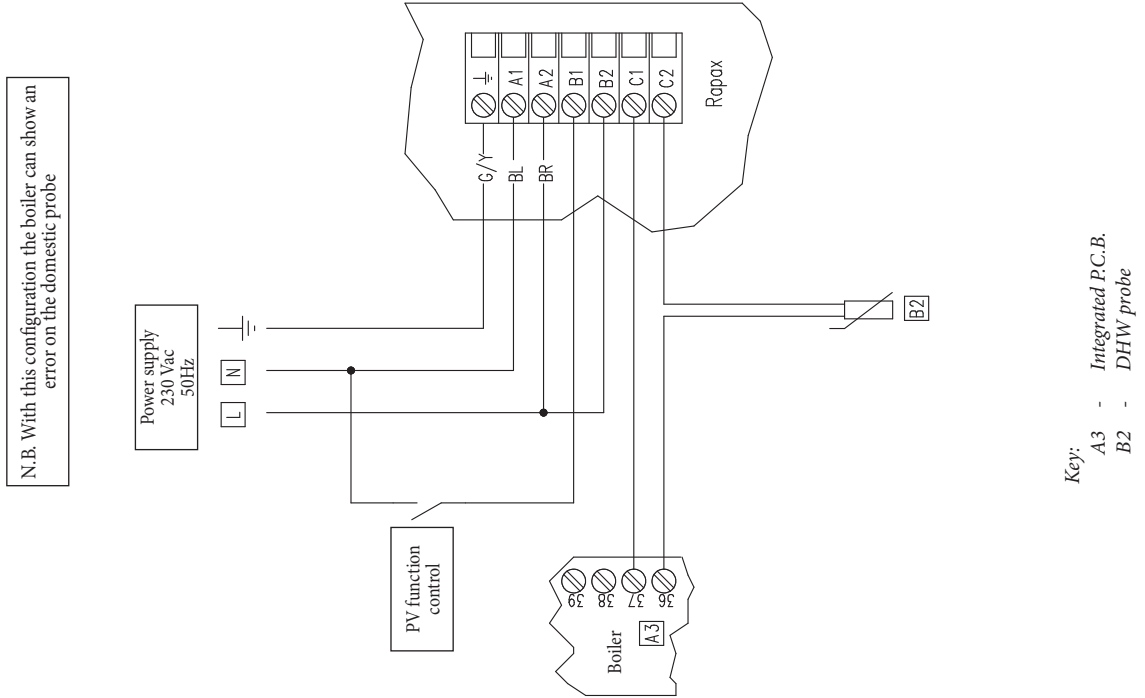 N.B. With this configuration the boiler can show an
error on the domestic probe
Power supply
230 Vac
50Hz
L
N
PV function
control
G/Y
BL
BR
A1
A2
B1
B2
C1
C2
Rapax
39
38
37
36
Boiler
A3
B2
Key:
A3 - Integrated P.C.B.
B2 - DHW probe